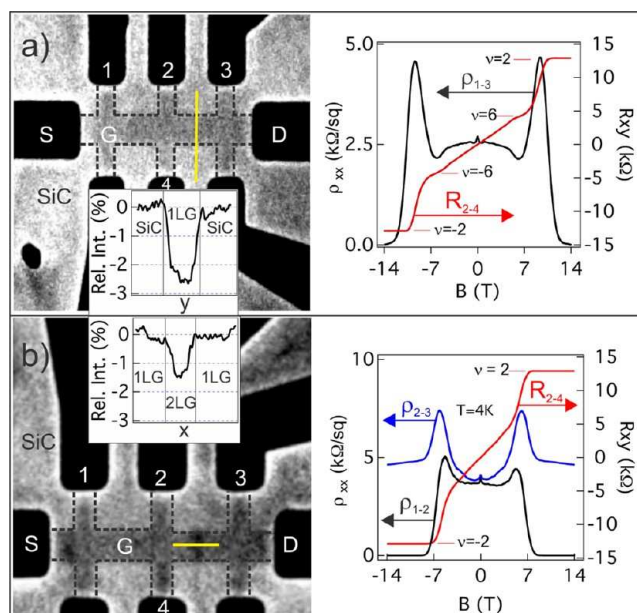 a)
1 2 3
S G D
4
SiC
1LG
SiC SiC
Rel. Int. (%)
0
-1
-2
-3
y
5.0
2.5
0.0
ρxx (kΩ/sq)
ν=2
ρ1-3
ν=6
ν=-6
R2-4
ν=-2
15
10
5
0
-5
-10
-15
Rxy (kΩ)
-14 -7 0 7 14
B (T)
b)
SiC
Rel. Int. (%)
0
-1
-2
-3
1LG 1LG
2LG
x
1 2 3
S G D
4
10
5
0
ρxx (kΩ/sq)
ν = 2
R2-4
ρ2-3
T=4K
ρ1-2
ν=-2
15
10
5
0
-5
-10
-15
Rxy (kΩ)
-14 -7 0 7 14
B (T)